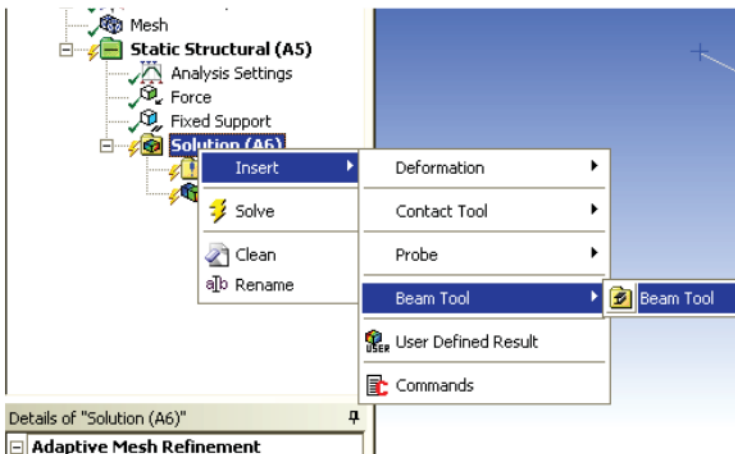 Mesh
Static Structural (A5)
Analysis Settings
Force
Fixed Support
Solution (A6)
Insert
Solve
Clean
Rename
Deformation
Contact Tool
Probe
Beam Tool
User Defined Result
Commands
Beam Tool
Details of "Solution (A6)"
Adaptive Mesh Refinement